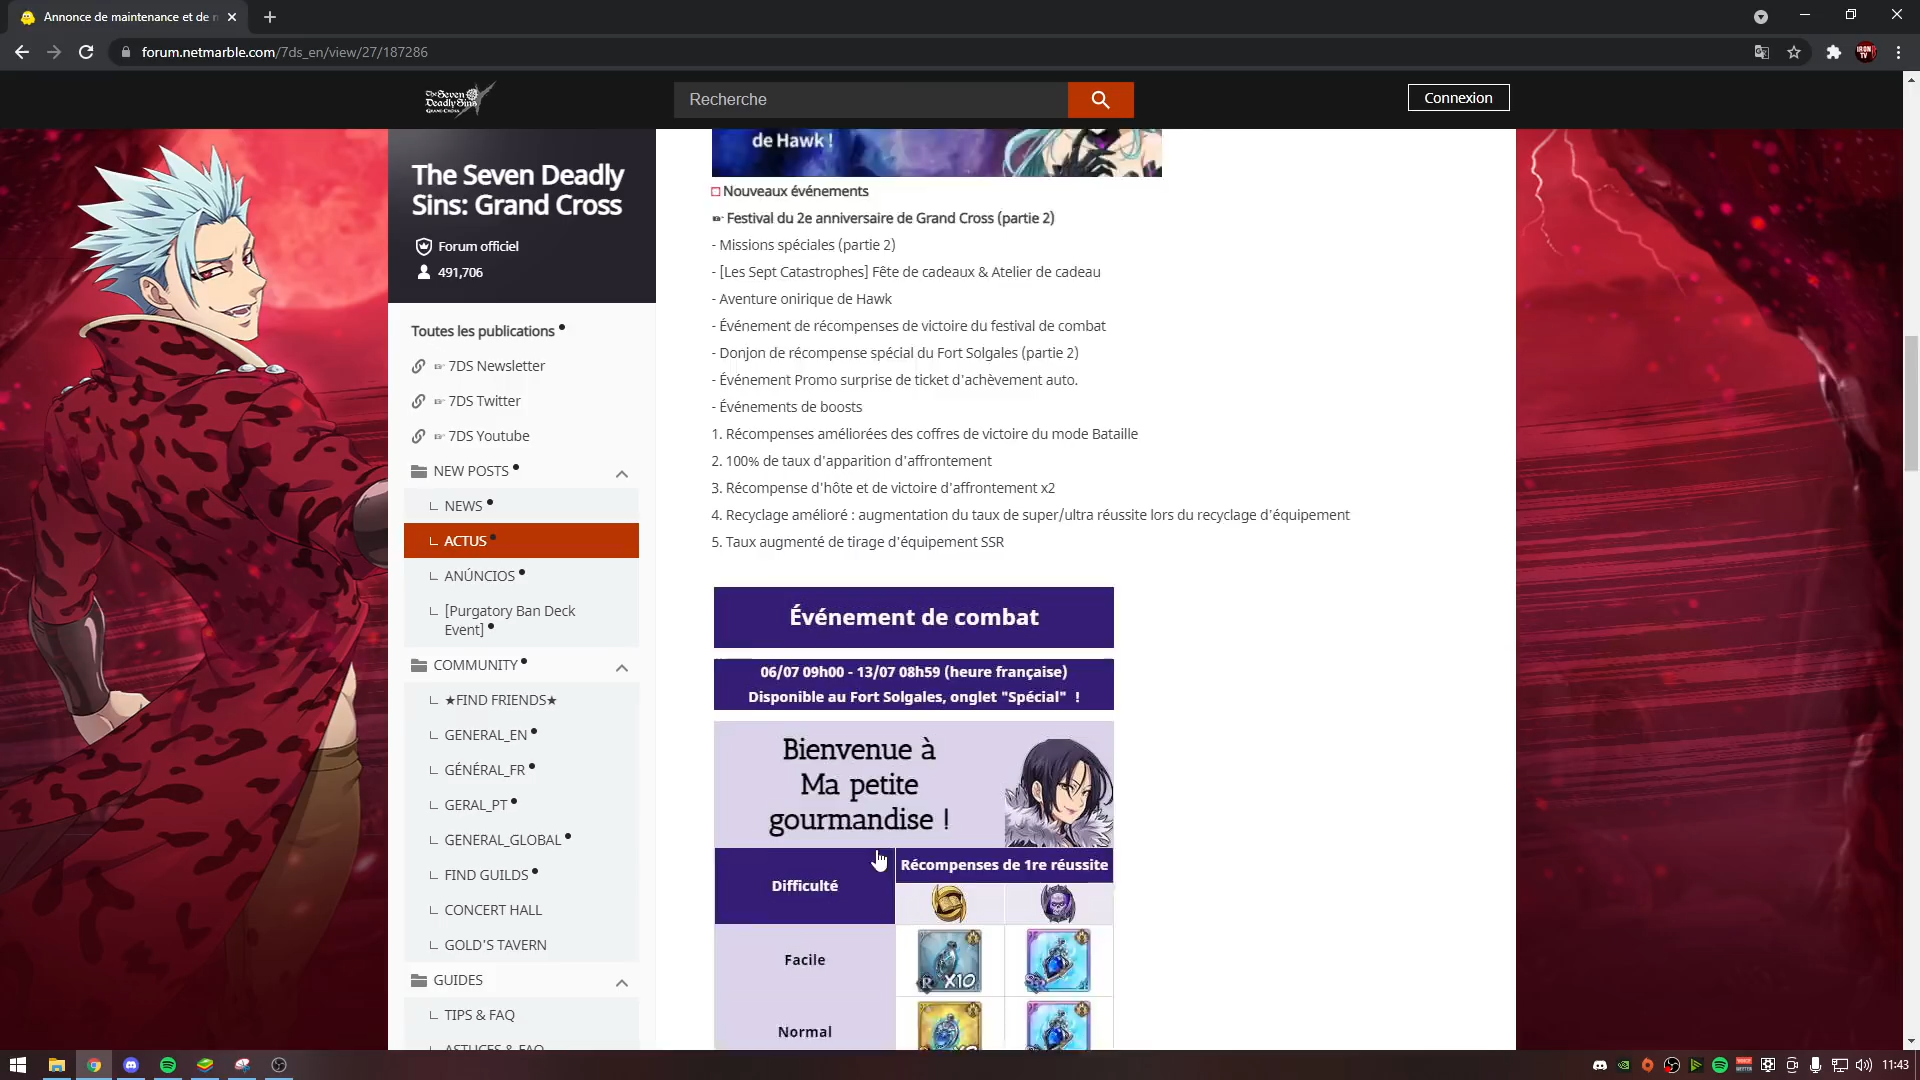 Annonce de maintenance et de n
forum.netmarble.com/7ds_en/view/27/187286
The Seven
Deadly Sins
GRAND CROSS
Recherche
Connexion
The Seven Deadly
Sins: Grand Cross
Forum officiel
491,706
Toutes les publications
7DS Newsletter
7DS Twitter
7DS Youtube
NEW POSTS
NEWS
ACTUS
ANÚNCIOS
[Purgatory Ban Deck
Event]
COMMUNITY
★FIND FRIENDS★
GENERAL_EN
GÉNÉRAL_FR
GERAL_PT
GENERAL_GLOBAL
FIND GUILDS
CONCERT HALL
GOLD'S TAVERN
GUIDES
TIPS & FAQ
ASTUCES & FAQ
de Hawk !
Nouveaux événements
Festival du 2e anniversaire de Grand Cross (partie 2)
- Missions spéciales (partie 2)
- [Les Sept Catastrophes] Fête de cadeaux & Atelier de cadeau
- Aventure onirique de Hawk
- Événement de récompenses de victoire du festival de combat
- Donjon de récompense spécial du Fort Solgales (partie 2)
- Événement Promo surprise de ticket d'achèvement auto.
- Événements de boosts
1. Récompenses améliorées des coffres de victoire du mode Bataille
2. 100% de taux d'apparition d'affrontement
3. Récompense d'hôte et de victoire d'affrontement x2
4. Recyclage amélioré : augmentation du taux de super/ultra réussite lors du recyclage d'équipement
5. Taux augmenté de tirage d'équipement SSR
Événement de combat
06/07 09h00 - 13/07 08h59 (heure française)
Disponible au Fort Solgales, onglet "Spécial" !
Bienvenue à
Ma petite
gourmandise !
Difficulté
Récompenses de 1re réussite
Facile
R X10
SR
Normal
11:43